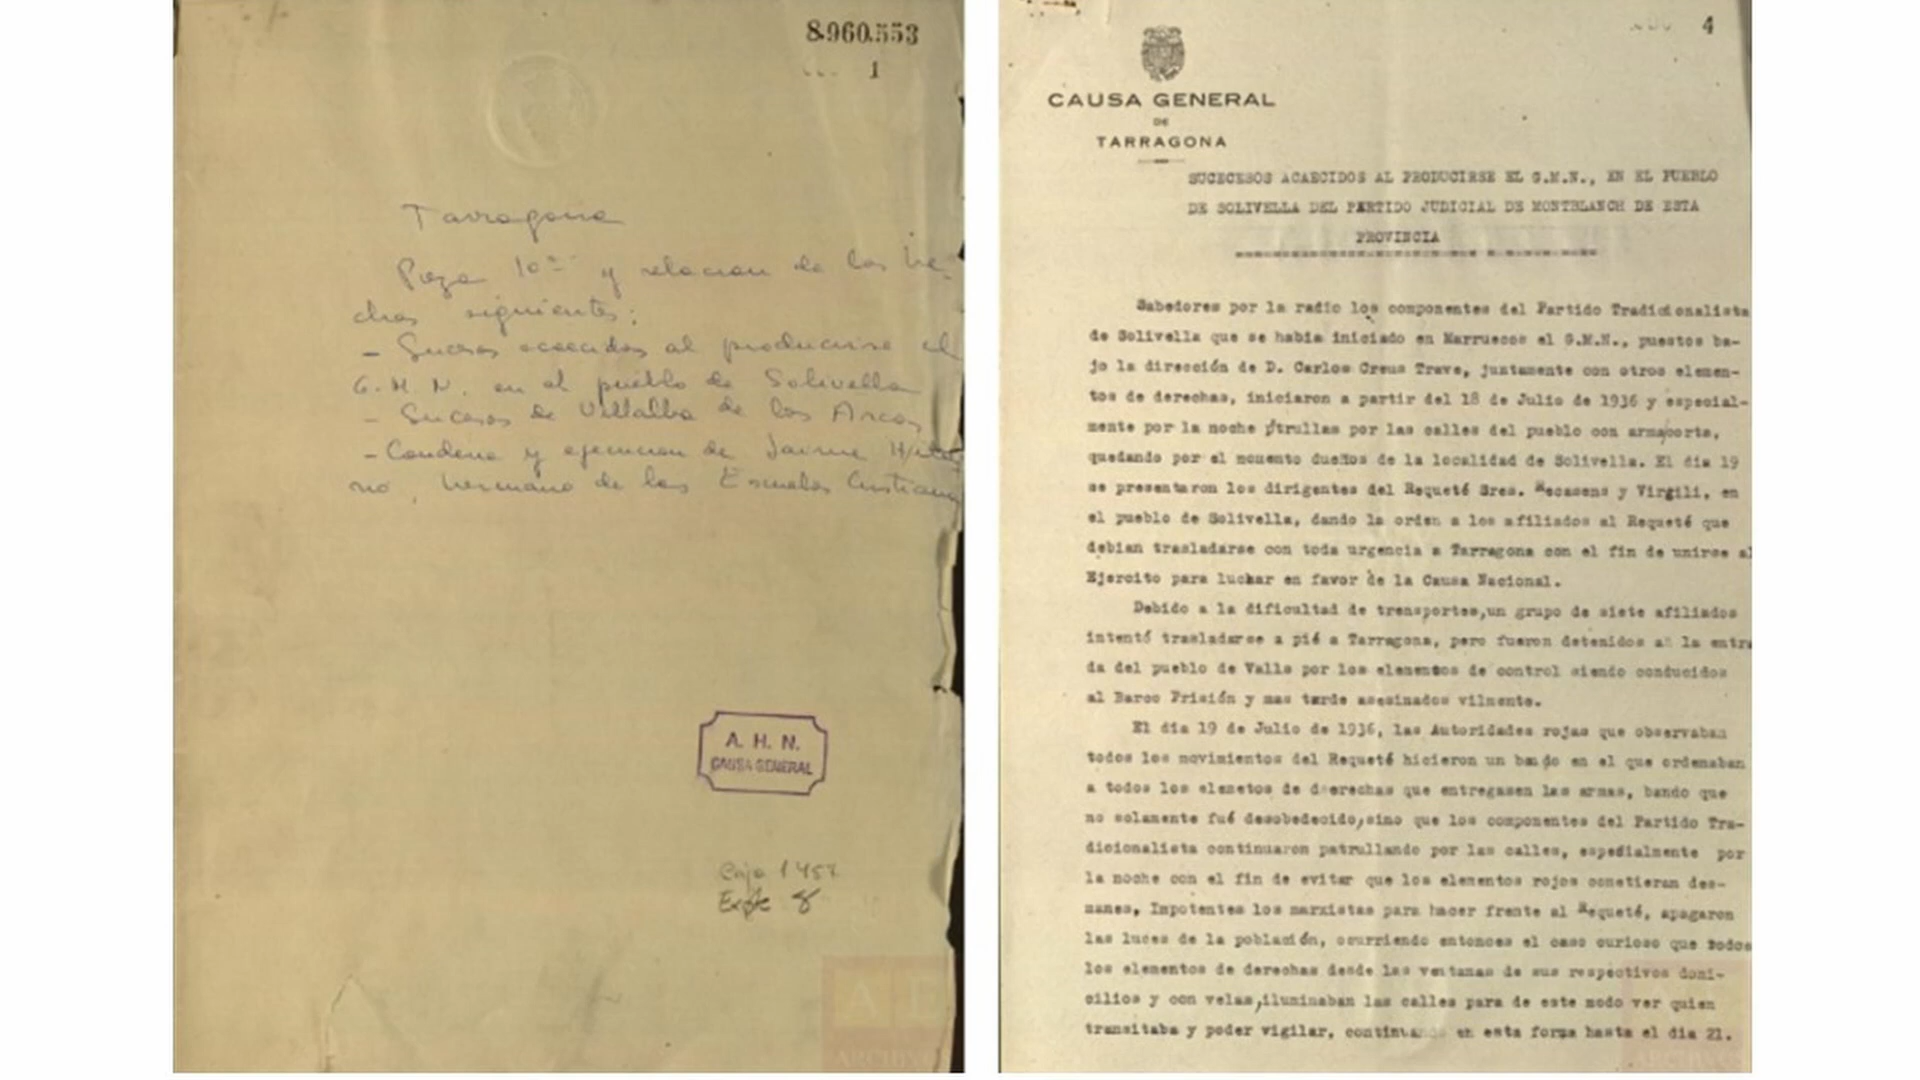 8.960.553
1
Tarragona
Pieza 10ª y relacion de los he-
chos siguientes:
- Sucesos acaecidos al producirse el
G. M. N. en el pueblo de Solivella
- Sucesos de Villalba de los Arcos
- Condena y ejecucion de Jaime
no, hermano de las Escuelas Cristianas
A. H. N.
CAUSA GENERAL
Caja 1457
Expte 8
4
CAUSA GENERAL
DE
TARRAGONA
SUCECESOS ACAECIDOS AL PRODUCIRSE EL G.M.N., EN EL PUEBLO
DE SOLIVELLA DEL PARTIDO JUDICIAL DE MONTBLANCH DE ESTA
PROVINCIA
Sabedores por la radio los componentes del Partido Tradicionalista
de Solivella que se habia iniciado en Marruecos el G.M.N., puestos ba-
jo la dirección de D. Carlos Creus Trave, juntamente con otros elemen-
tos de derechas, iniciaron a partir del 18 de Julio de 1936 y especial-
mente por la noche ptrullas por las calles del pueblo con armacorta,
quedando por el momento dueños de la localidad de Solivella. El dia 19
se presentaron los dirigentes del Requeté Sres. Recasens y Virgili, en
el pueblo de Solivella, dando la orden a los afiliados al Requeté que
debian trasladarse con toda urgencia a Tarragona con el fin de unirse al
Ejercito para luchar en favor de la Causa Nacional.
Debido a la dificultad de transportes,un grupo de siete afiliados
intentó trasladarse a pié a Tarragona, pero fueron detenidos a la entra
da del pueblo de Valls por los elementos de control siendo conducidos
al Barco Prisión y mas tarde asesinados vilmente.
El dia 19 de Julio de 1936, las Autoridades rojas que observaban
todos los movimientos del Requeté hicieron un bando en el que ordenaban
a todos los elemetos de derechas que entregasen las armas, bando que
no solamente fué desobedecido,sino que los componentes del Partido Tra-
dicionalista continuaron patrullando por las calles, espedialmente por
la noche con el fin de evitar que los elementos rojos cometieran des-
manes, Impotentes los marxistas para hacer frente al Requeté, apagaron
las luces de la población, ocurriendo entonces el caso curioso que todos
los elementos de derechas desde las ventanas de sus respectivos domi-
cilios y con velas,iluminaban las calles para de este modo ver quien
transitaba y poder vigilar, en esta forma hasta el dia 21.